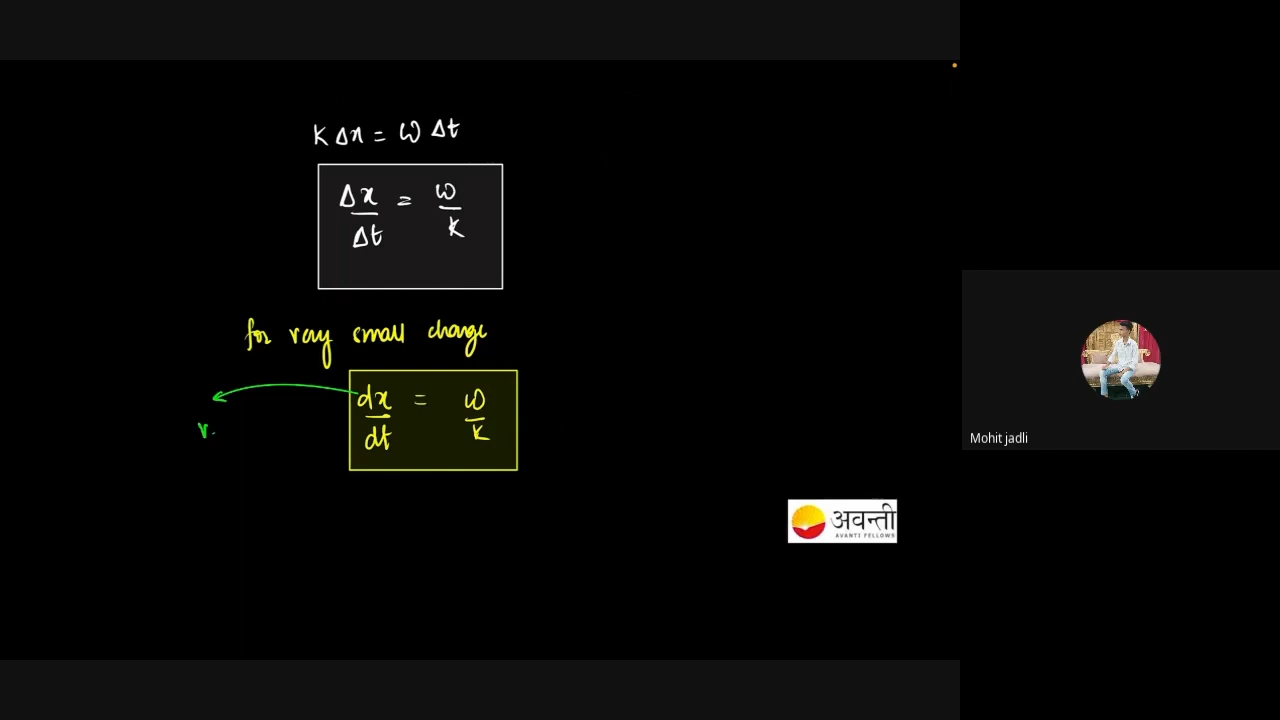 K Δx = ω Δt
Δx/Δt = ω/k
for very small change
dx/dt = ω/k
v.
Mohit jadli
अवन्ती
AVANTI FELLOWS